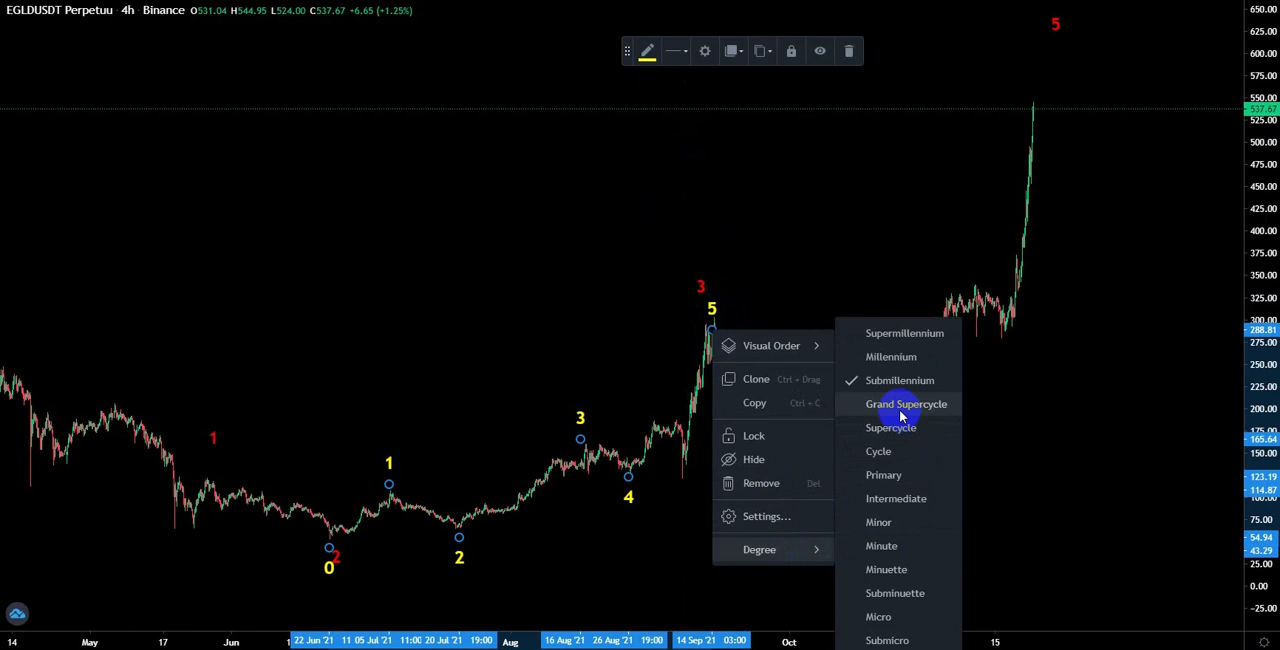 EGLDUSDT Perpetuu · 4h · Binance O531.04 H544.95 L524.00 C537.67 +6.65 (+1.25%)
650.00
5
625.00
600.00
575.00
550.00
537.67
525.00
500.00
475.00
450.00
425.00
400.00
375.00
350.00
325.00
300.00
288.81
275.00
250.00
225.00
200.00
175.00
165.64
150.00
123.19
114.87
100.00
75.00
54.94
43.29
25.00
0.00
-25.00
3
5
1
3
1
4
2
2
0
Visual Order
Clone Ctrl + Drag
Copy Ctrl + C
Lock
Hide
Remove Del
Settings...
Degree
Supermillennium
Millennium
Submillennium
Grand Supercycle
Supercycle
Cycle
Primary
Intermediate
Minor
Minute
Minuette
Subminuette
Micro
Submicro
14 May 17 Jun 22 Jun '21 11 05 Jul '21 11:00 20 Jul '21 19:00 Aug 16 Aug '21 26 Aug '21 19:00 14 Sep '21 03:00 Oct 15